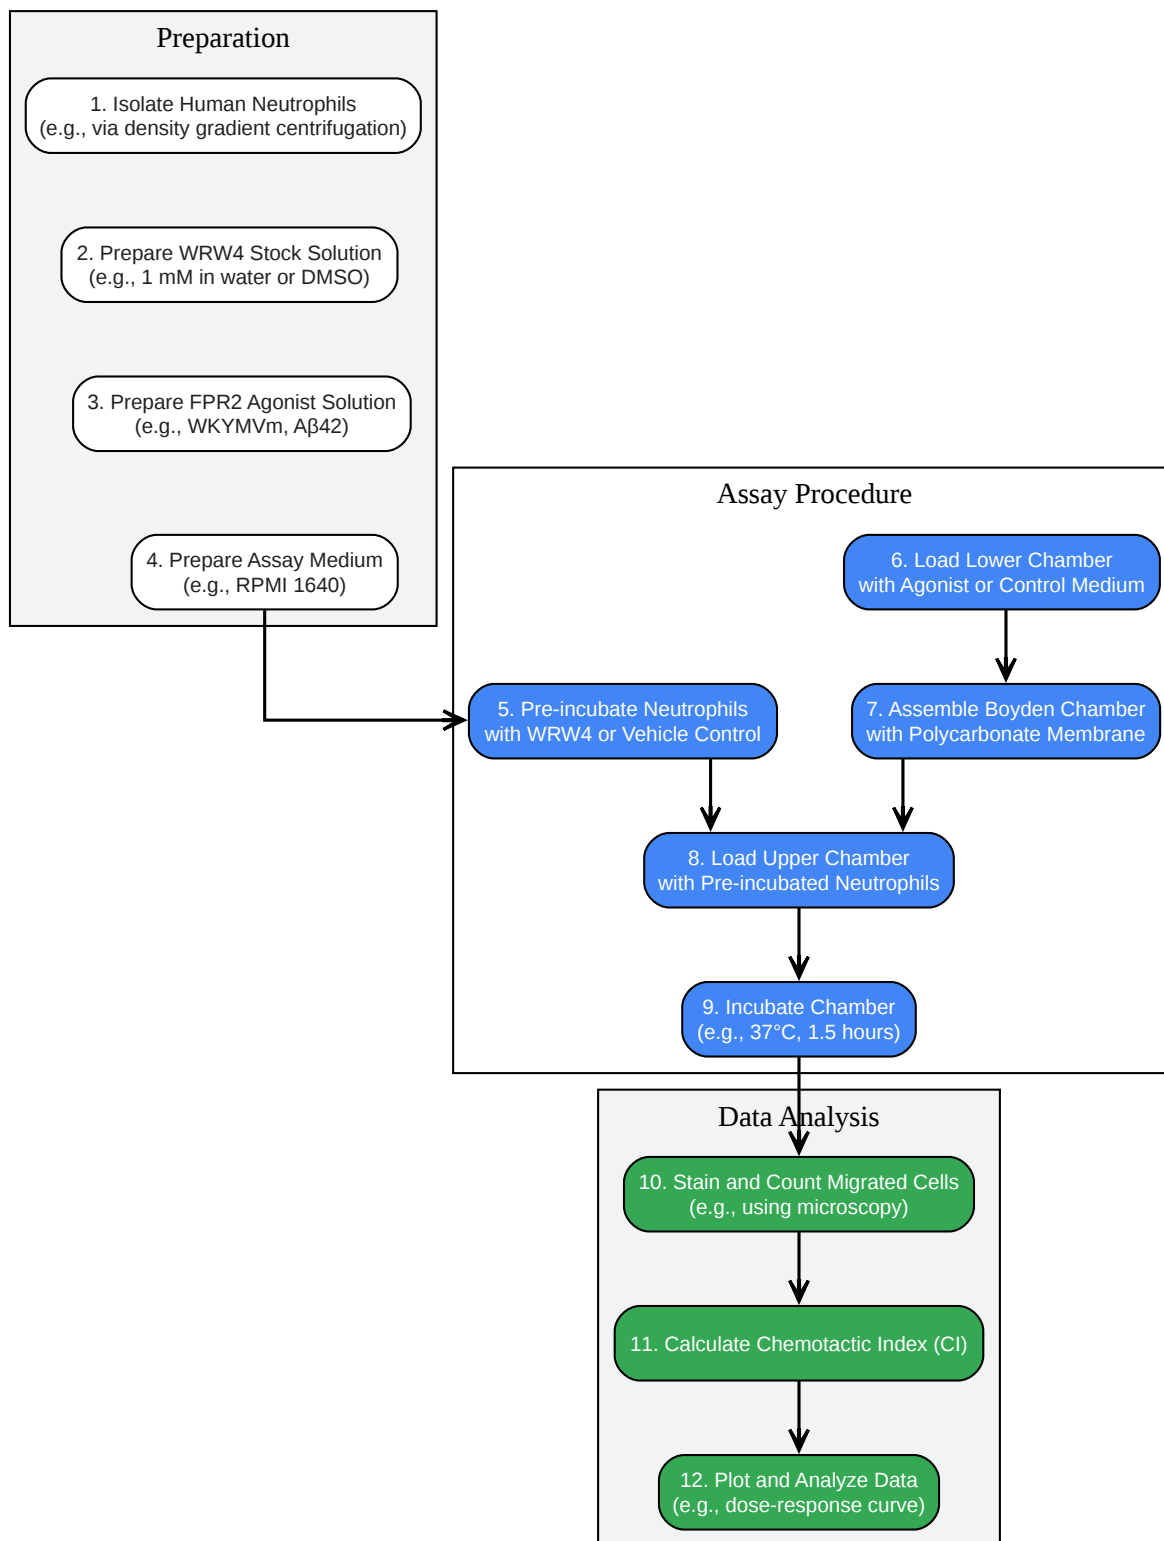 Preparation
1. Isolate Human Neutrophils
(e.g., via density gradient centrifugation)
2. Prepare WRW4 Stock Solution
(e.g., 1 mM in water or DMSO)
3. Prepare FPR2 Agonist Solution
(e.g., WKYMVm, Aβ42)
4. Prepare Assay Medium
(e.g., RPMI 1640)
Assay Procedure
6. Load Lower Chamber
with Agonist or Control Medium
5. Pre-incubate Neutrophils
with WRW4 or Vehicle Control
7. Assemble Boyden Chamber
with Polycarbonate Membrane
8. Load Upper Chamber
with Pre-incubated Neutrophils
9. Incubate Chamber
(e.g., 37°C, 1.5 hours)
Data Analysis
10. Stain and Count Migrated Cells
(e.g., using microscopy)
11. Calculate Chemotactic Index (CI)
12. Plot and Analyze Data
(e.g., dose-response curve)